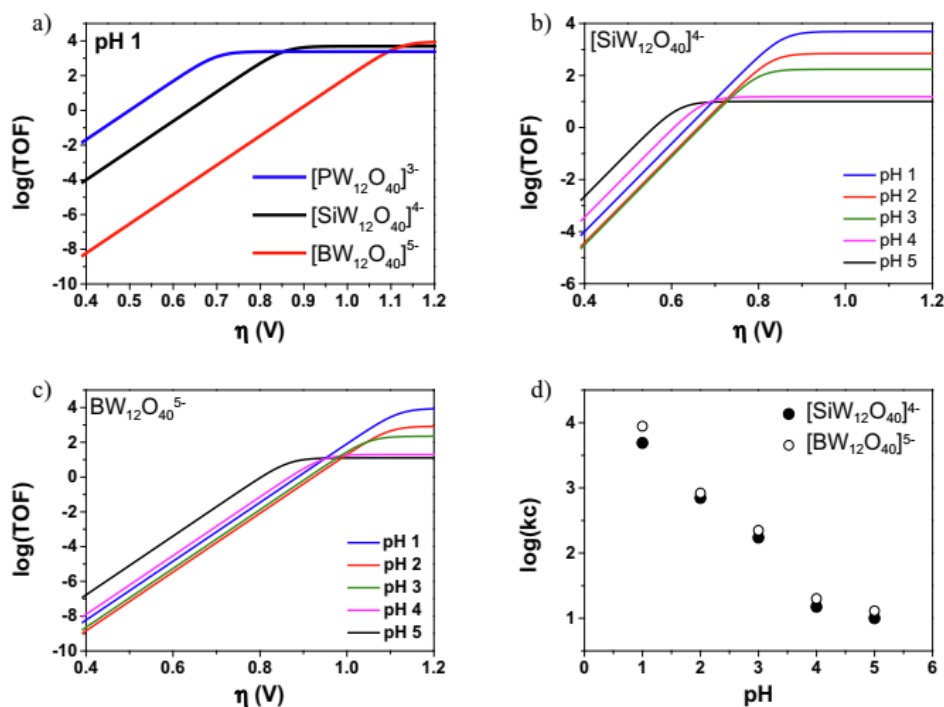 a)
pH 1
log(TOF)
4
2
0
-2
-4
-6
-8
-10
[PW₁₂O₄₀]³⁻
[SiW₁₂O₄₀]⁴⁻
[BW₁₂O₄₀]⁵⁻
0.4 0.5 0.6 0.7 0.8 0.9 1.0 1.1 1.2
η (V)
b)
[SiW₁₂O₄₀]⁴⁻
log(TOF)
4
2
0
-2
-4
-6
pH 1
pH 2
pH 3
pH 4
pH 5
0.4 0.6 0.8 1.0 1.2
η (V)
c)
BW₁₂O₄₀⁵⁻
log(TOF)
4
2
0
-2
-4
-6
-8
-10
pH 1
pH 2
pH 3
pH 4
pH 5
0.4 0.6 0.8 1.0 1.2
η (V)
d)
[SiW₁₂O₄₀]⁴⁻
[BW₁₂O₄₀]⁵⁻
log(kc)
4
3
2
1
0 1 2 3 4 5 6
pH